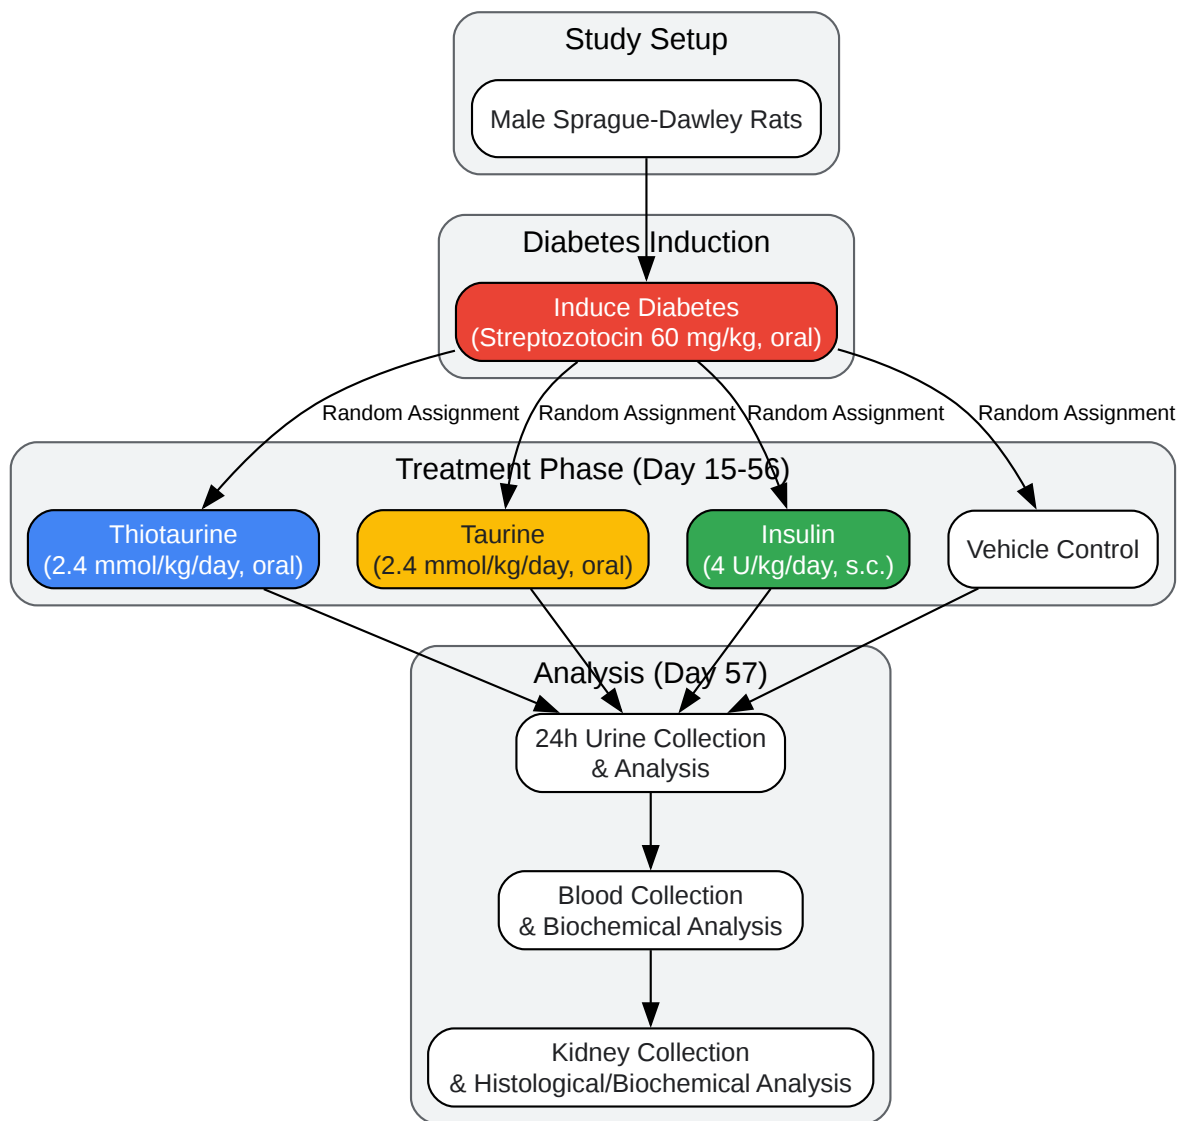 Study Setup
Male Sprague-Dawley Rats
Diabetes Induction
Induce Diabetes
(Streptozotocin 60 mg/kg, oral)
Random Assignment
Random Assignment
Random Assignment
Random Assignment
Treatment Phase (Day 15-56)
Thiotaurine
(2.4 mmol/kg/day, oral)
Taurine
(2.4 mmol/kg/day, oral)
Insulin
(4 U/kg/day, s.c.)
Vehicle Control
Analysis (Day 57)
24h Urine Collection
& Analysis
Blood Collection
& Biochemical Analysis
Kidney Collection
& Histological/Biochemical Analysis